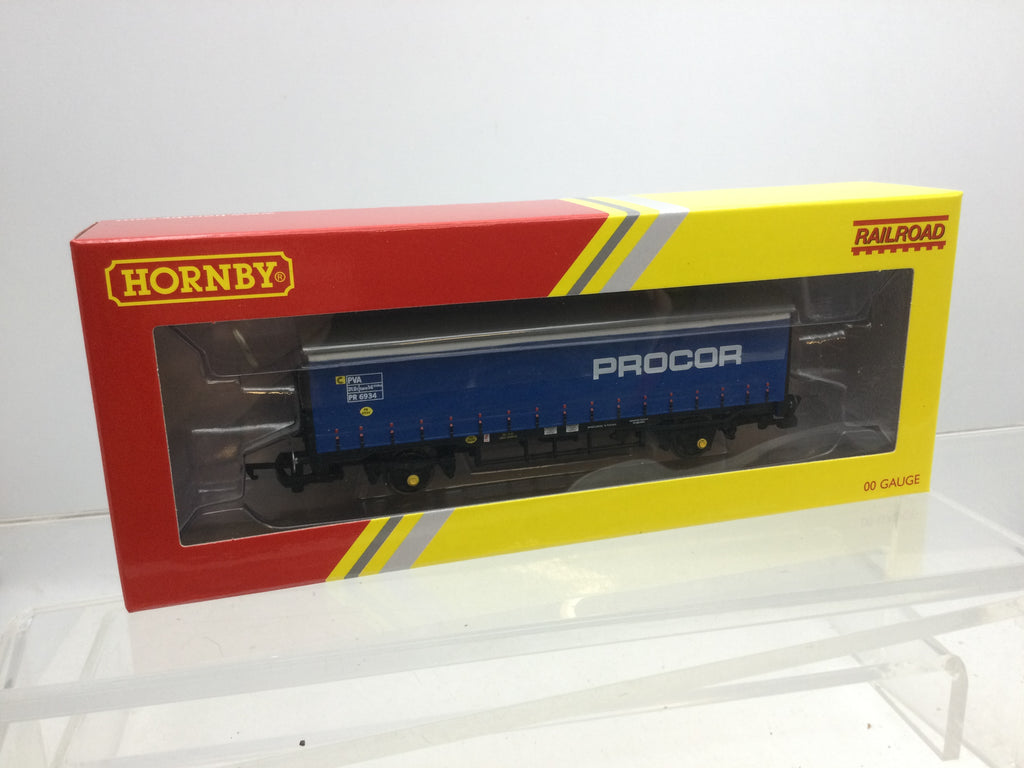 HORNBY®
RAILROAD
C PVA
PR 6934
PROCOR
00 GAUGE